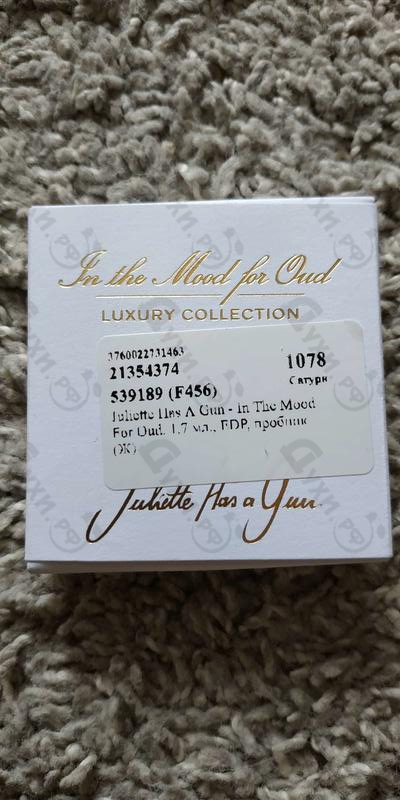 In the Mood for Oud
LUXURY COLLECTION
3760022731463
21354374
1078
Сатурн
539189 (F456)
Juliette Has A Gun - In The Mood
For Oud, 1.7 мл., EDP, пробник
(ЭК)
Juliette Has a Gun